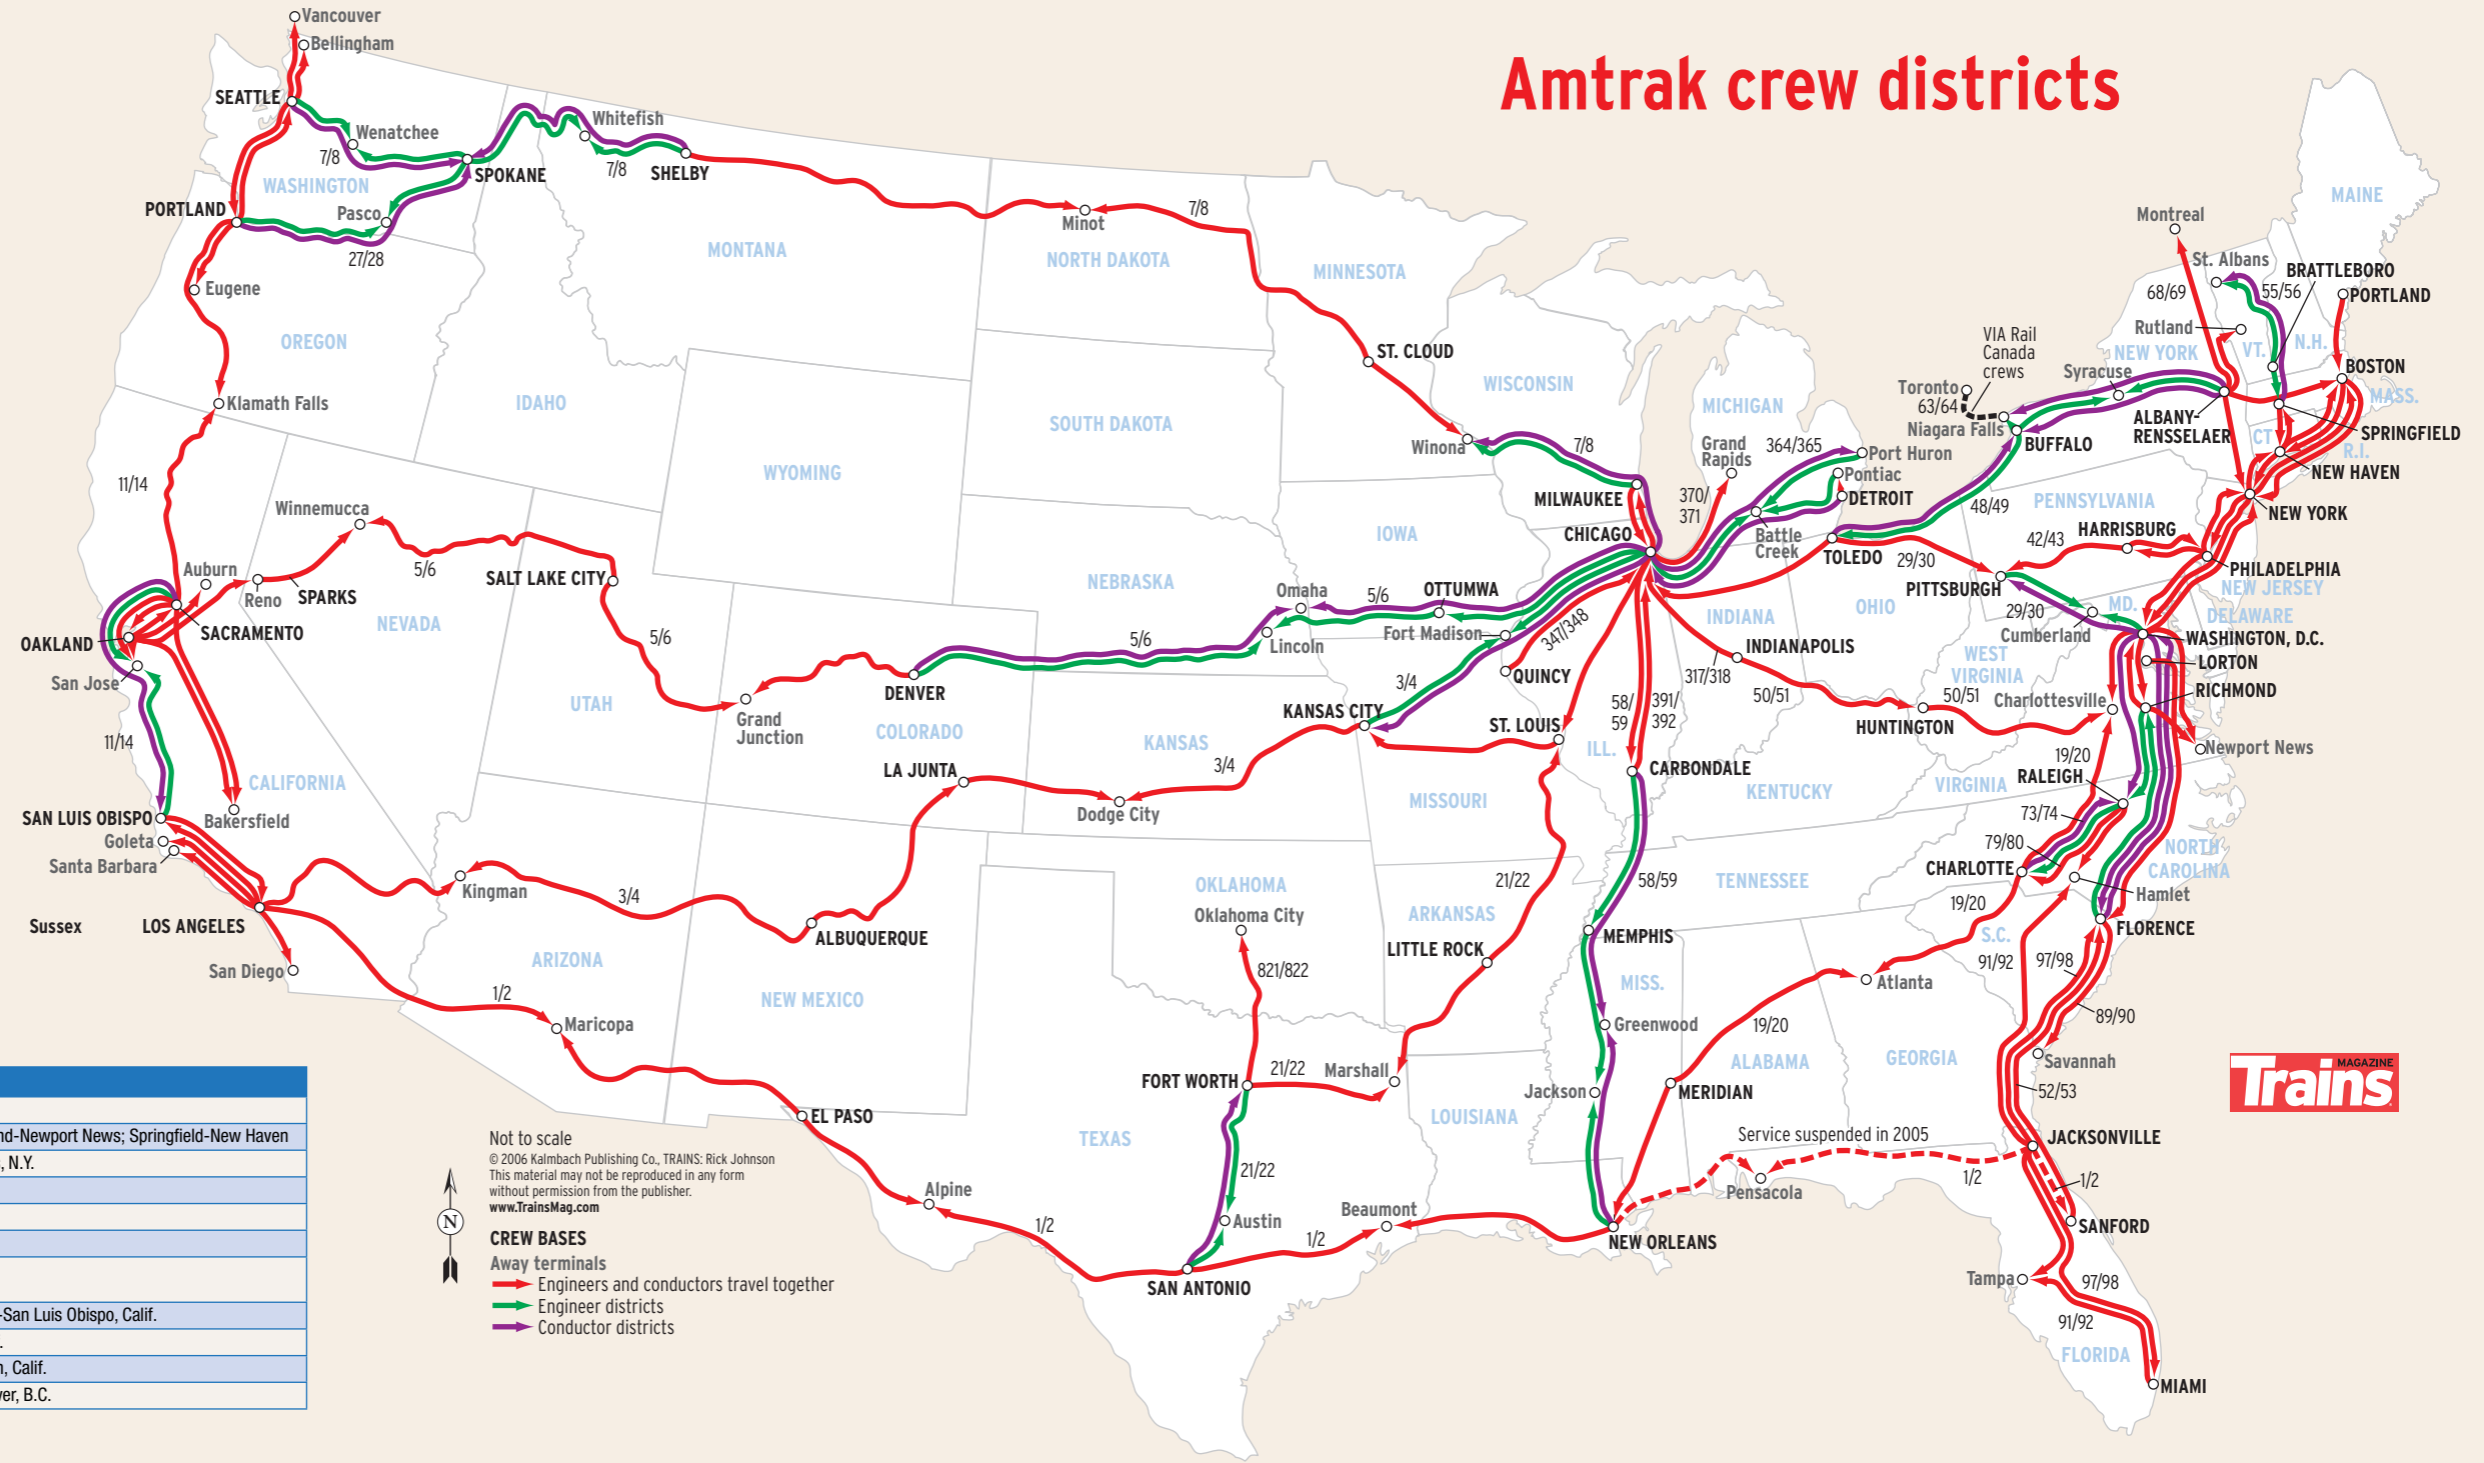 Amtrak crew districts
Vancouver
Bellingham
SEATTLE
Wenatchee
7/8
WASHINGTON
SPOKANE
Whitefish
7/8
SHELBY
PORTLAND
Pasco
27/28
Eugene
OREGON
Klamath Falls
IDAHO
MONTANA
Minot
7/8
NORTH DAKOTA
MINNESOTA
SOUTH DAKOTA
WYOMING
ST. CLOUD
WISCONSIN
Winona
7/8
MILWAUKEE
CHICAGO
MICHIGAN
Grand
Rapids
370/
371
364/365
Port Huron
Pontiac
DETROIT
Battle
Creek
TOLEDO
29/30
48/49
VIA Rail
Canada
crews
Toronto
63/64
Niagara Falls
BUFFALO
Syracuse
NEW YORK
Montreal
68/69
St. Albans
55/56
BRATTLEBORO
PORTLAND
MAINE
Rutland
VT.
N.H.
BOSTON
MASS.
ALBANY-
RENSSELAER
CT
R.I.
SPRINGFIELD
NEW HAVEN
NEW YORK
PENNSYLVANIA
HARRISBURG
42/43
PITTSBURGH
PHILADELPHIA
NEW JERSEY
DELAWARE
MD.
29/30
Cumberland
WASHINGTON, D.C.
LORTON
RICHMOND
WEST
VIRGINIA
Charlottesville
Newport News
19/20
RALEIGH
VIRGINIA
73/74
79/80
CHARLOTTE
NORTH
CAROLINA
Hamlet
19/20
S.C.
FLORENCE
91/92
97/98
89/90
Atlanta
Savannah
52/53
GEORGIA
ALABAMA
19/20
MERIDIAN
JACKSONVILLE
Service suspended in 2005
1/2
1/2
Pensacola
SANFORD
Tampa
97/98
91/92
FLORIDA
MIAMI
11/14
Winnemucca
5/6
SALT LAKE CITY
Auburn
Reno
SPARKS
SACRAMENTO
NEVADA
OAKLAND
San Jose
11/14
CALIFORNIA
SAN LUIS OBISPO
Bakersfield
Goleta
Santa Barbara
Sussex
LOS ANGELES
San Diego
Kingman
3/4
ARIZONA
1/2
Maricopa
5/6
UTAH
Grand
Junction
DENVER
COLORADO
5/6
NEBRASKA
IOWA
Omaha
Lincoln
5/6
OTTUMWA
Fort Madison
347/348
QUINCY
3/4
KANSAS CITY
KANSAS
LA JUNTA
3/4
Dodge City
ST. LOUIS
ILL.
58/
59
391/
392
CARBONDALE
INDIANA
INDIANAPOLIS
317/318
50/51
OHIO
HUNTINGTON
50/51
KENTUCKY
MISSOURI
TENNESSEE
58/59
MEMPHIS
ALBUQUERQUE
NEW MEXICO
OKLAHOMA
Oklahoma City
821/822
ARKANSAS
21/22
LITTLE ROCK
MISS.
Greenwood
Jackson
FORT WORTH
21/22
Marshall
LOUISIANA
TEXAS
21/22
Austin
Beaumont
1/2
SAN ANTONIO
NEW ORLEANS
EL PASO
Alpine
1/2
Not to scale
© 2006 Kalmbach Publishing Co., TRAINS: Rick Johnson
This material may not be reproduced in any form
without permission from the publisher.
www.TrainsMag.com
N
CREW BASES
Away terminals
Engineers and conductors travel together
Engineer districts
Conductor districts
nd-Newport News; Springfield-New Haven
, N.Y.
-San Luis Obispo, Calif.
.
n, Calif.
ver, B.C.
Trains
MAGAZINE